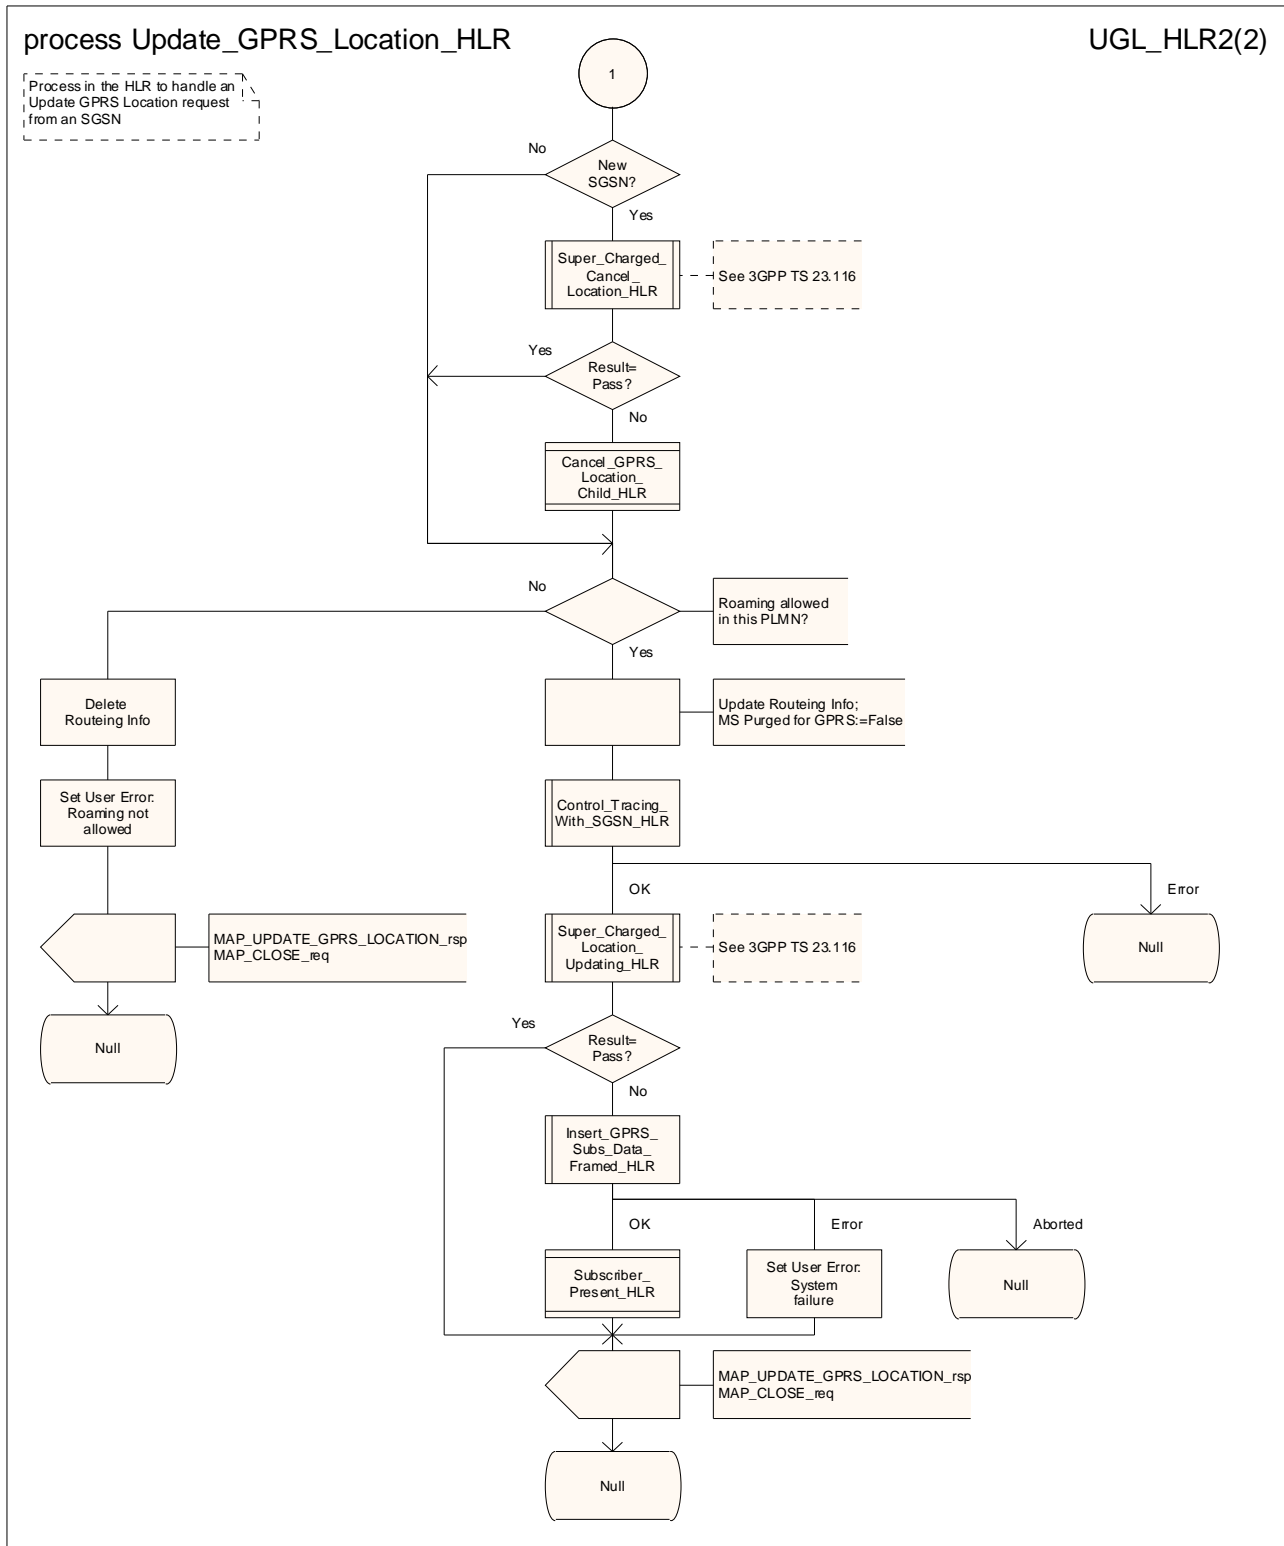 process Update_GPRS_Location_HLR
UGL_HLR2(2)
Process in the HLR to handle an
Update GPRS Location request
from an SGSN
1
No
New
SGSN?
Yes
Super_Charged_
Cancel_
Location_HLR
See 3GPP TS 23.116
Yes
Result=
Pass?
No
Cancel_GPRS_
Location_
Child_HLR
No
Roaming allowed
in this PLMN?
Yes
Delete
Routeing Info
Update Routeing Info;
MS Purged for GPRS:=False
Set User Error:
Roaming not
allowed
Control_Tracing_
With_SGSN_HLR
OK
Error
MAP_UPDATE_GPRS_LOCATION_rsp
MAP_CLOSE_req
Super_Charged_
Location_
Updating_HLR
See 3GPP TS 23.116
Null
Null
Yes
Result=
Pass?
No
Insert_GPRS_
Subs_Data_
Framed_HLR
OK
Error
Aborted
Subscriber_
Present_HLR
Set User Error:
System
failure
Null
MAP_UPDATE_GPRS_LOCATION_rsp
MAP_CLOSE_req
Null